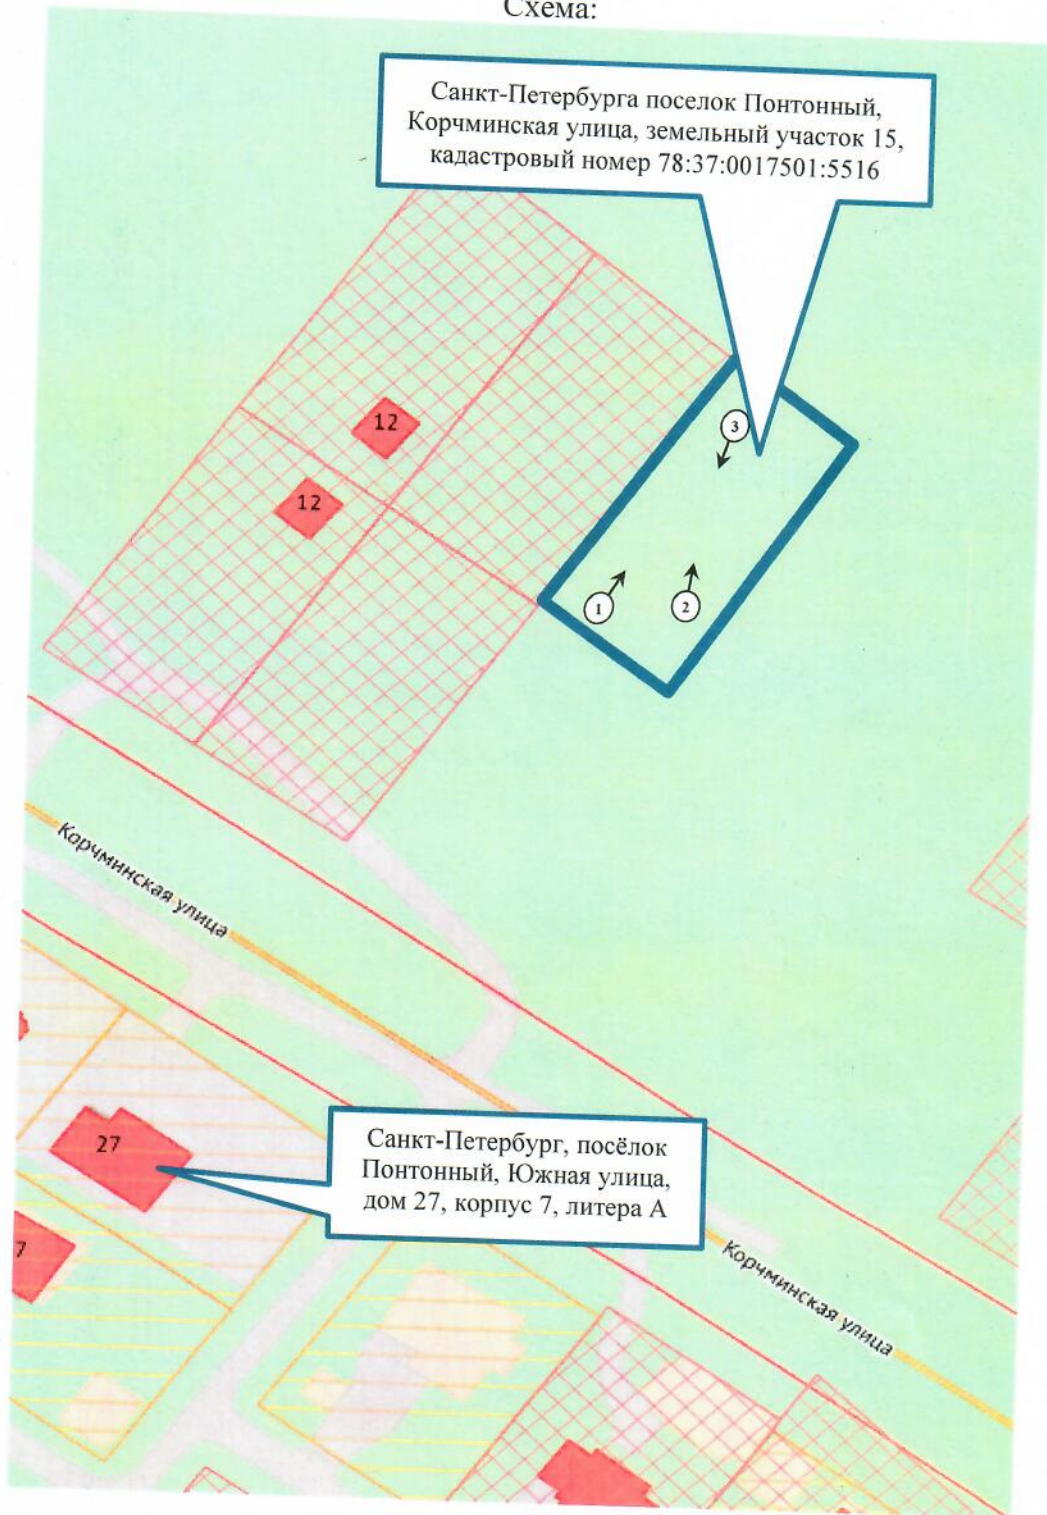 Схема:
Санкт-Петербурга поселок Понтонный,
Корчминская улица, земельный участок 15,
кадастровый номер 78:37:0017501:5516
12
3
12
1
2
Корчминская улица
27
Санкт-Петербург, посёлок
Понтонный, Южная улица,
дом 27, корпус 7, литера А
7
Корчминская улица